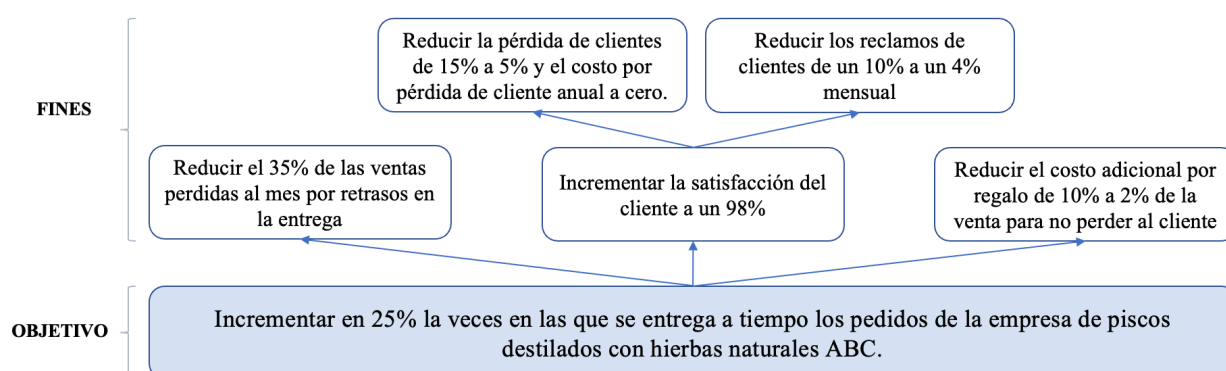 Reducir la pérdida de clientes
de 15% a 5% y el costo por
pérdida de cliente anual a cero.
Reducir los reclamos de
clientes de un 10% a un 4%
mensual
FINES
Reducir el 35% de las ventas
perdidas al mes por retrasos en
la entrega
Incrementar la satisfacción del
cliente a un 98%
Reducir el costo adicional por
regalo de 10% a 2% de la
venta para no perder al cliente
OBJETIVO
Incrementar en 25% la veces en las que se entrega a tiempo los pedidos de la empresa de piscos
destilados con hierbas naturales ABC.